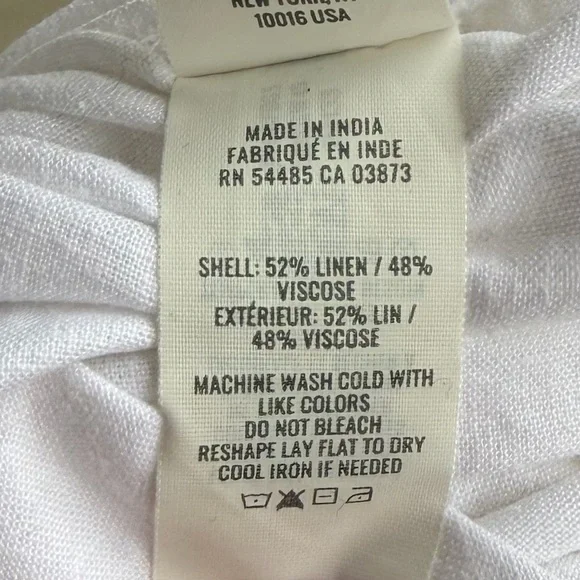 10016 USA
MADE IN INDIA
FABRIQUÉ EN INDE
RN 54485 CA 03873
SHELL: 52% LINEN / 48%
VISCOSE
EXTÉRIEUR: 52% LIN /
48% VISCOSE
MACHINE WASH COLD WITH
LIKE COLORS
DO NOT BLEACH
RESHAPE LAY FLAT TO DRY
COOL IRON IF NEEDED